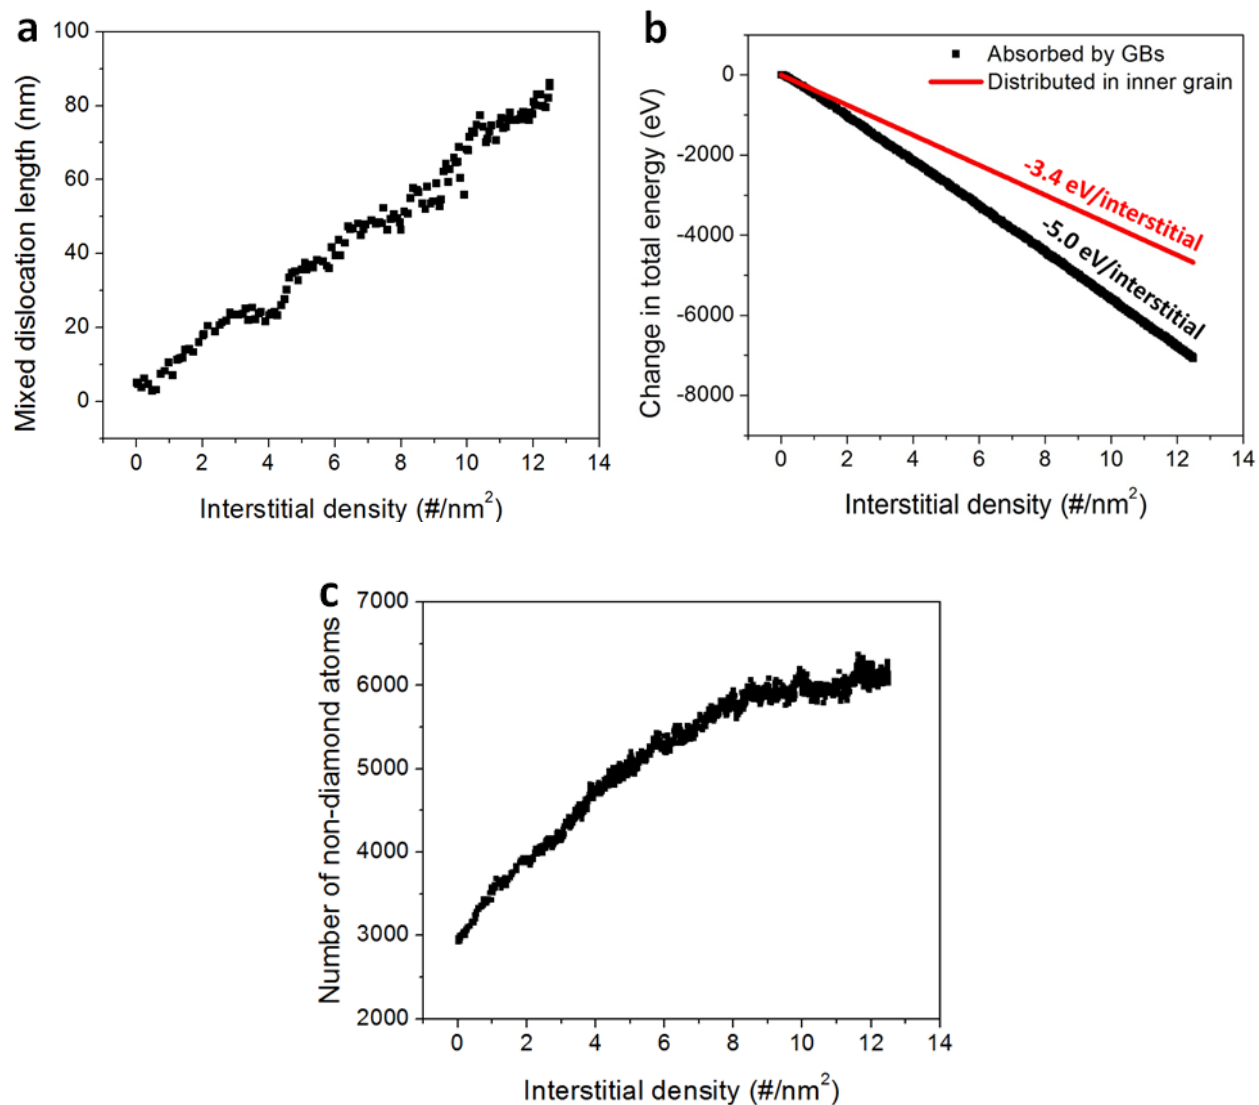 a
100
80
60
40
20
0
Mixed dislocation length (nm)
0 2 4 6 8 10 12 14
Interstitial density (#/nm²)
b
Absorbed by GBs
Distributed in inner grain
0
-2000
-4000
-6000
-8000
Change in total energy (eV)
-3.4 eV/interstitial
-5.0 eV/interstitial
0 2 4 6 8 10 12 14
Interstitial density (#/nm²)
c
7000
6000
5000
4000
3000
2000
Number of non-diamond atoms
0 2 4 6 8 10 12 14
Interstitial density (#/nm²)